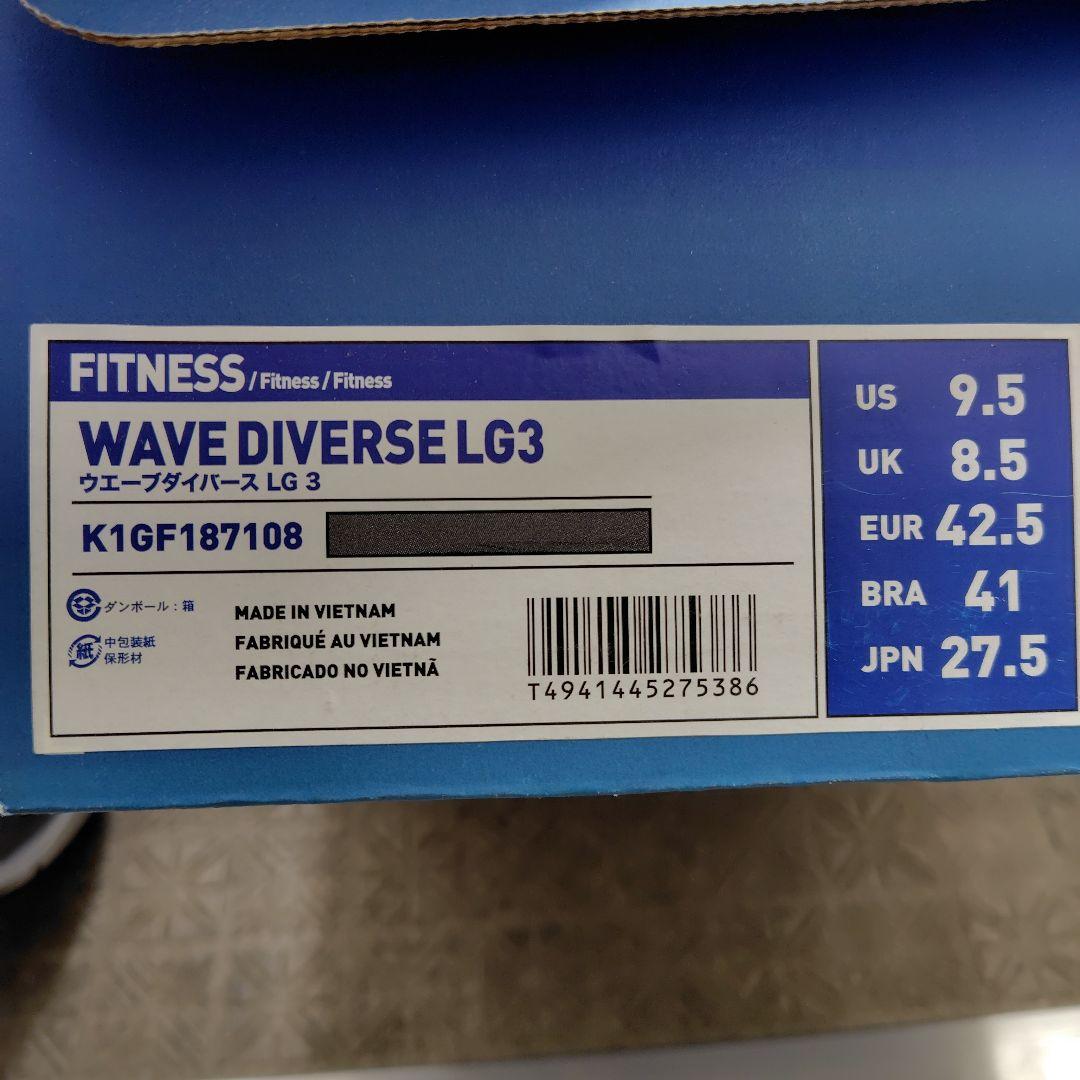 FITNESS / Fitness / Fitness
WAVE DIVERSE LG3
ウエーブダイバース LG 3
K1GF187108
ダンボール：箱
紙
中包装紙
保形材
MADE IN VIETNAM
FABRIQUÉ AU VIETNAM
FABRICADO NO VIETNÃ
T4941445275386
US 9.5
UK 8.5
EUR 42.5
BRA 41
JPN 27.5